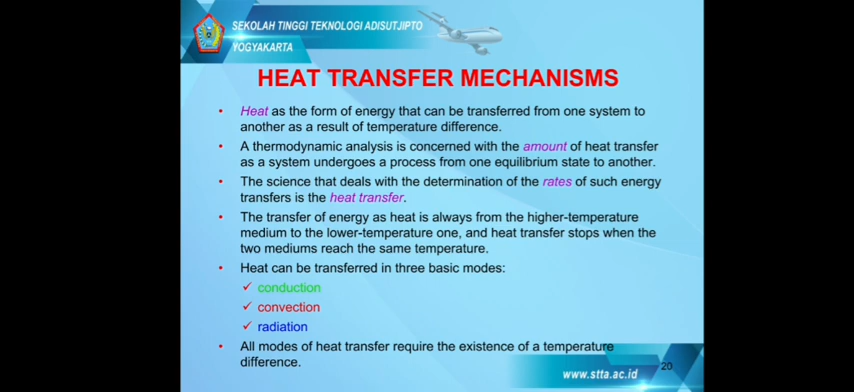 SEKOLAH TINGGI TEKNOLOGI ADISUTJIPTO
YOGYAKARTA
HEAT TRANSFER MECHANISMS
• Heat as the form of energy that can be transferred from one system to
another as a result of temperature difference.
• A thermodynamic analysis is concerned with the amount of heat transfer
as a system undergoes a process from one equilibrium state to another.
• The science that deals with the determination of the rates of such energy
transfers is the heat transfer.
• The transfer of energy as heat is always from the higher-temperature
medium to the lower-temperature one, and heat transfer stops when the
two mediums reach the same temperature.
• Heat can be transferred in three basic modes:
✓ conduction
✓ convection
✓ radiation
• All modes of heat transfer require the existence of a temperature
difference.
20
www.stta.ac.id